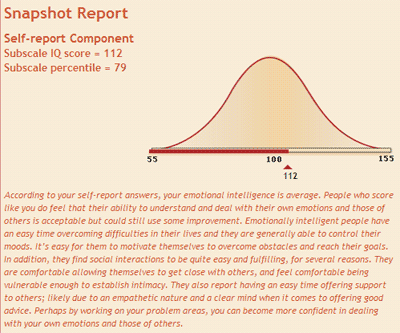 Snapshot Report
Self-report Component
Subscale IQ score = 112
Subscale percentile = 79
55
100
155
112
According to your self-report answers, your emotional intelligence is average. People who score
like you do feel that their ability to understand and deal with their own emotions and those of
others is acceptable but could still use some improvement. Emotionally intelligent people have
an easy time overcoming difficulties in their lives and they are generally able to control their
moods. It's easy for them to motivate themselves to overcome obstacles and reach their goals.
In addition, they find social interactions to be quite easy and fulfilling, for several reasons. They
are comfortable allowing themselves to get close with others, and feel comfortable being
vulnerable enough to establish intimacy. They also report having an easy time offering support
to others; likely due to an empathetic nature and a clear mind when it comes to offering good
advice. Perhaps by working on your problem areas, you can become more confident in dealing
with your own emotions and those of others.